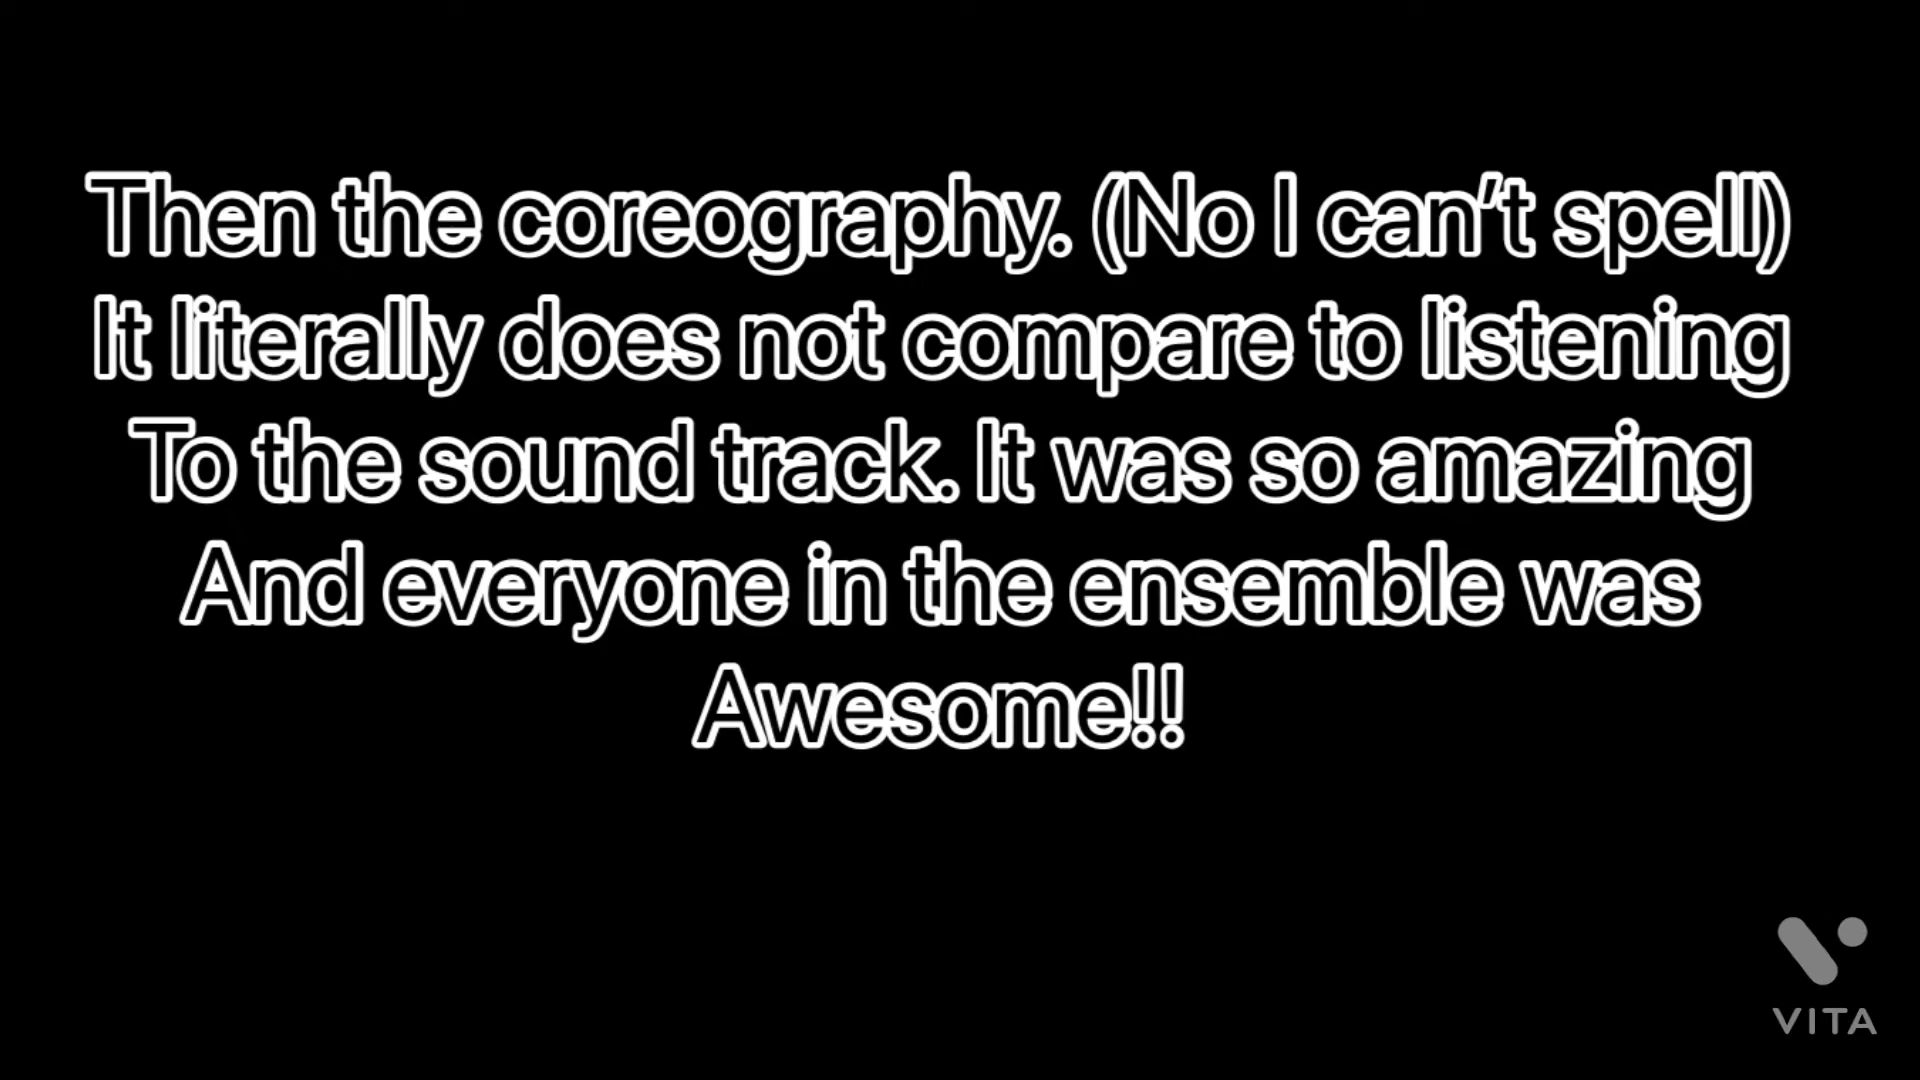 Then the coreography. (No I can't spell)
It literally does not compare to listening
To the sound track. It was so amazing
And everyone in the ensemble was
Awesome!!
VITA